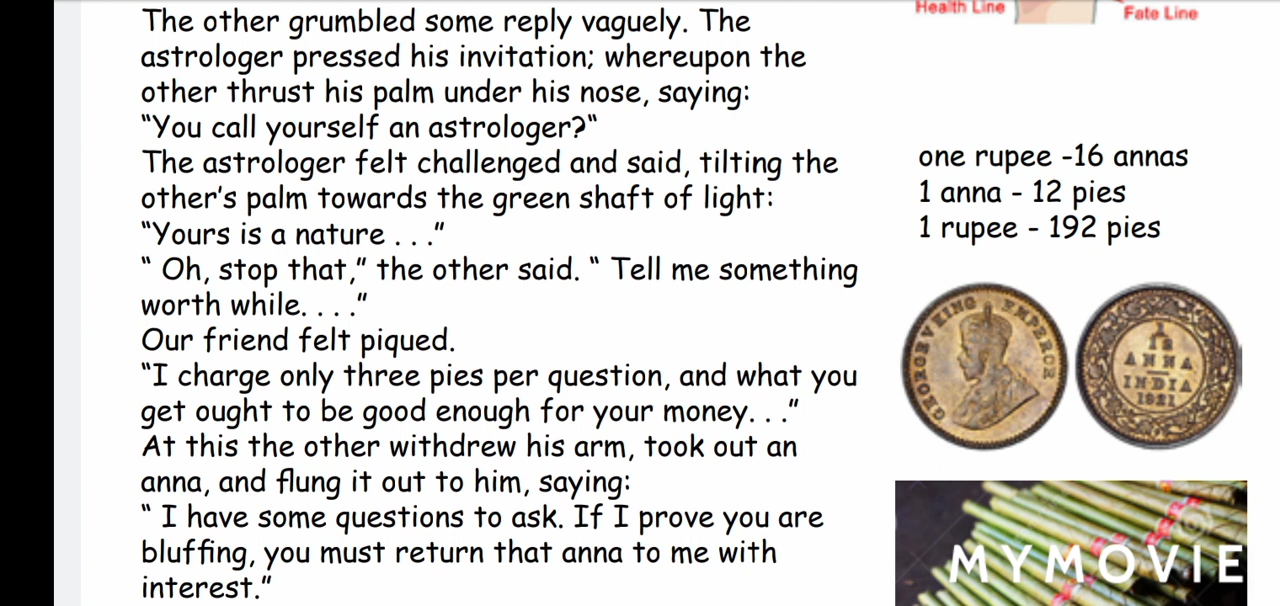 The other grumbled some reply vaguely. The
astrologer pressed his invitation; whereupon the
other thrust his palm under his nose, saying:
“You call yourself an astrologer?“
The astrologer felt challenged and said, tilting the
other’s palm towards the green shaft of light:
“Yours is a nature . . .”
“ Oh, stop that,” the other said. “ Tell me something
worth while. . . .”
Our friend felt piqued.
“I charge only three pies per question, and what you
get ought to be good enough for your money. . .”
At this the other withdrew his arm, took out an
anna, and flung it out to him, saying:
“ I have some questions to ask. If I prove you are
bluffing, you must return that anna to me with
interest.”
Health Line
Fate Line
one rupee -16 annas
1 anna - 12 pies
1 rupee - 192 pies
GEORGE V KING EMPEROR
1
12
ANNA
INDIA
1921
MYMOVIE